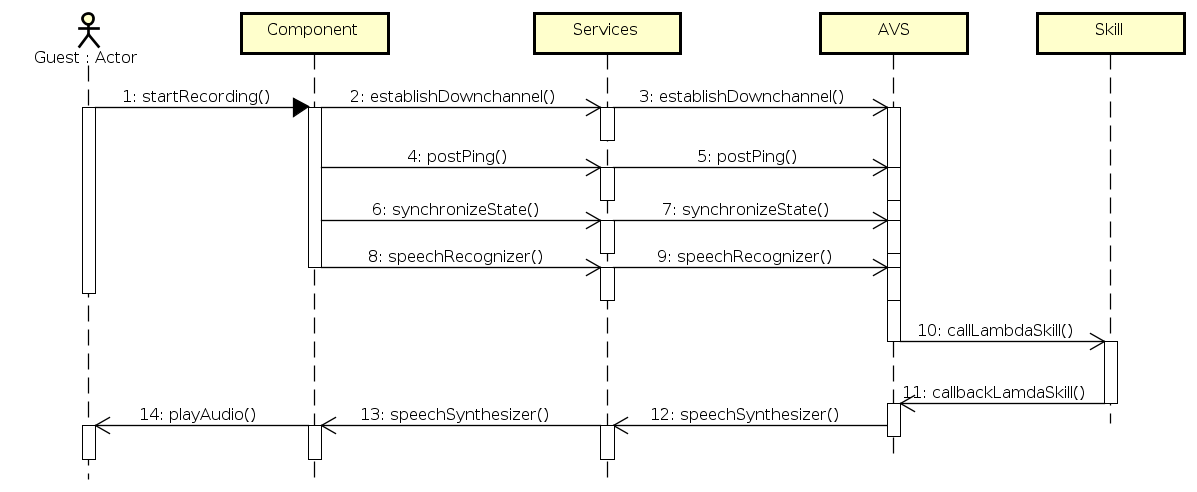 Component
Services
AVS
Skill
Guest : Actor
1: startRecording()
2: establishDownchannel()
3: establishDownchannel()
4: postPing()
5: postPing()
6: synchronizeState()
7: synchronizeState()
8: speechRecognizer()
9: speechRecognizer()
10: callLambdaSkill()
11: callbackLamdaSkill()
14: playAudio()
13: speechSynthesizer()
12: speechSynthesizer()